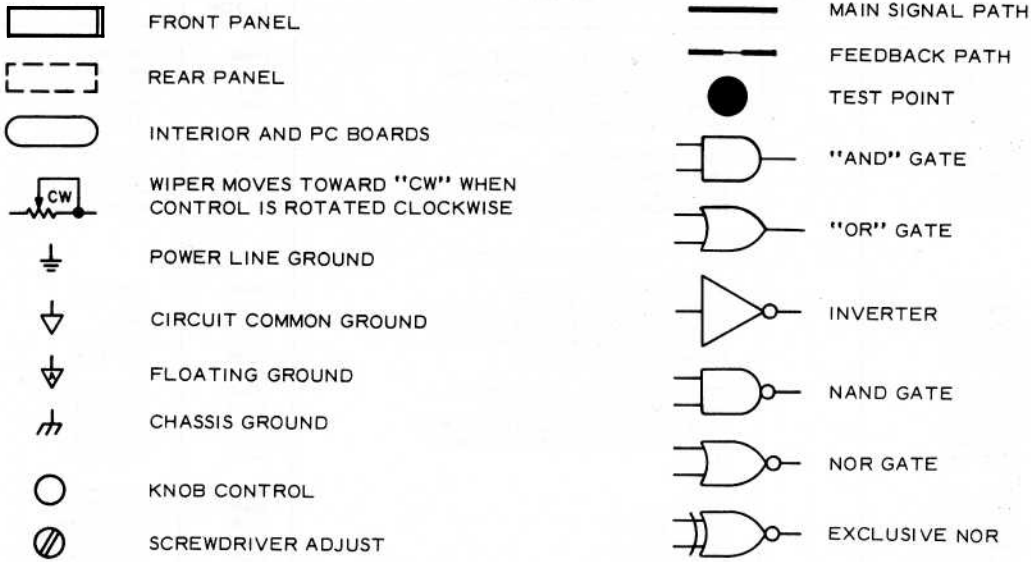 FRONT PANEL
REAR PANEL
INTERIOR AND PC BOARDS
CW
WIPER MOVES TOWARD "CW" WHEN
CONTROL IS ROTATED CLOCKWISE
POWER LINE GROUND
CIRCUIT COMMON GROUND
A
FLOATING GROUND
CHASSIS GROUND
KNOB CONTROL
SCREWDRIVER ADJUST
MAIN SIGNAL PATH
FEEDBACK PATH
TEST POINT
"AND" GATE
"OR" GATE
INVERTER
NAND GATE
NOR GATE
EXCLUSIVE NOR